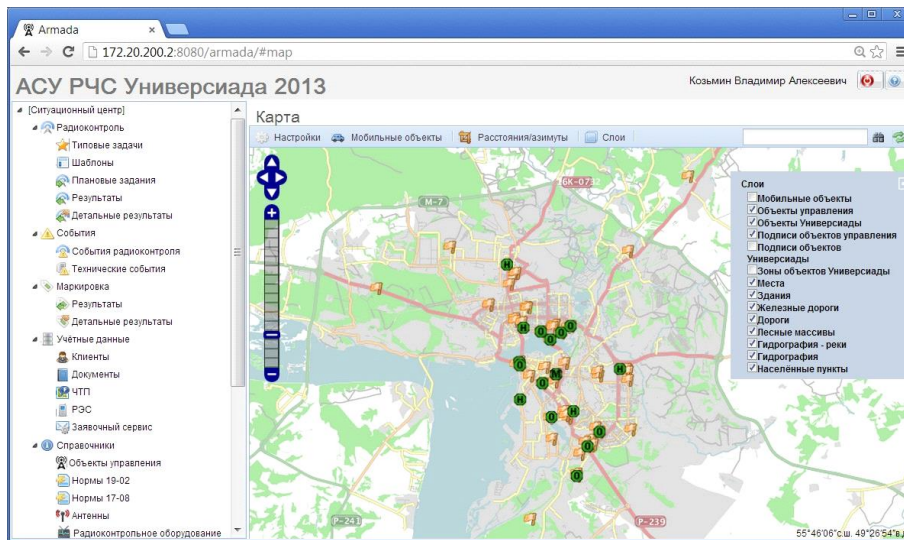 Armada
172.20.200.2:8080/armada/#map
АСУ РЧС Универсиада 2013
Козьмин Владимир Алексеевич
[Ситуационный центр]
Радиоконтроль
Типовые задачи
Шаблоны
Плановые задания
Результаты
Детальные результаты
События
События радиоконтроля
Технические события
Маркировка
Результаты
Детальные результаты
Учётные данные
Клиенты
Документы
ЧТП
РЭС
Заявочный сервис
Справочники
Объекты управления
Нормы 19-02
Нормы 17-08
Антенны
Радиоконтрольное оборудование
Карта
Настройки Мобильные объекты Расстояния/азимуты Слои
6К-0732
М-7
Р-241
Р-239
Н
Н О О О О
О М Н
О
Н О Н
О
О
О
Слои
Мобильные объекты
Объекты управления
Объекты Универсиады
Подписи объектов управления
Подписи объектов
Универсиады
Зоны объектов Универсиады
Места
Здания
Железные дороги
Дороги
Лесные массивы
Гидрография - реки
Гидрография
Населённые пункты
55°46'06"с.ш. 49°26'54"в.д